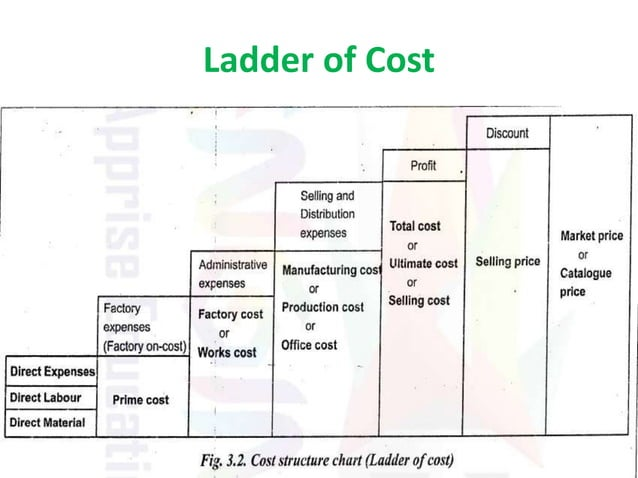 Ladder of Cost
Discount
Profit
Selling and
Distribution
expenses
Total cost
or
Ultimate cost
or
Selling cost
Selling price
Market price
or
Catalogue
price
Administrative
expenses
Manufacturing cost
or
Production cost
or
Office cost
Factory
expenses
(Factory on-cost)
Factory cost
or
Works cost
Direct Expenses
Direct Labour
Direct Material
Prime cost
Fig. 3.2. Cost structure chart (Ladder of cost)
Apprise